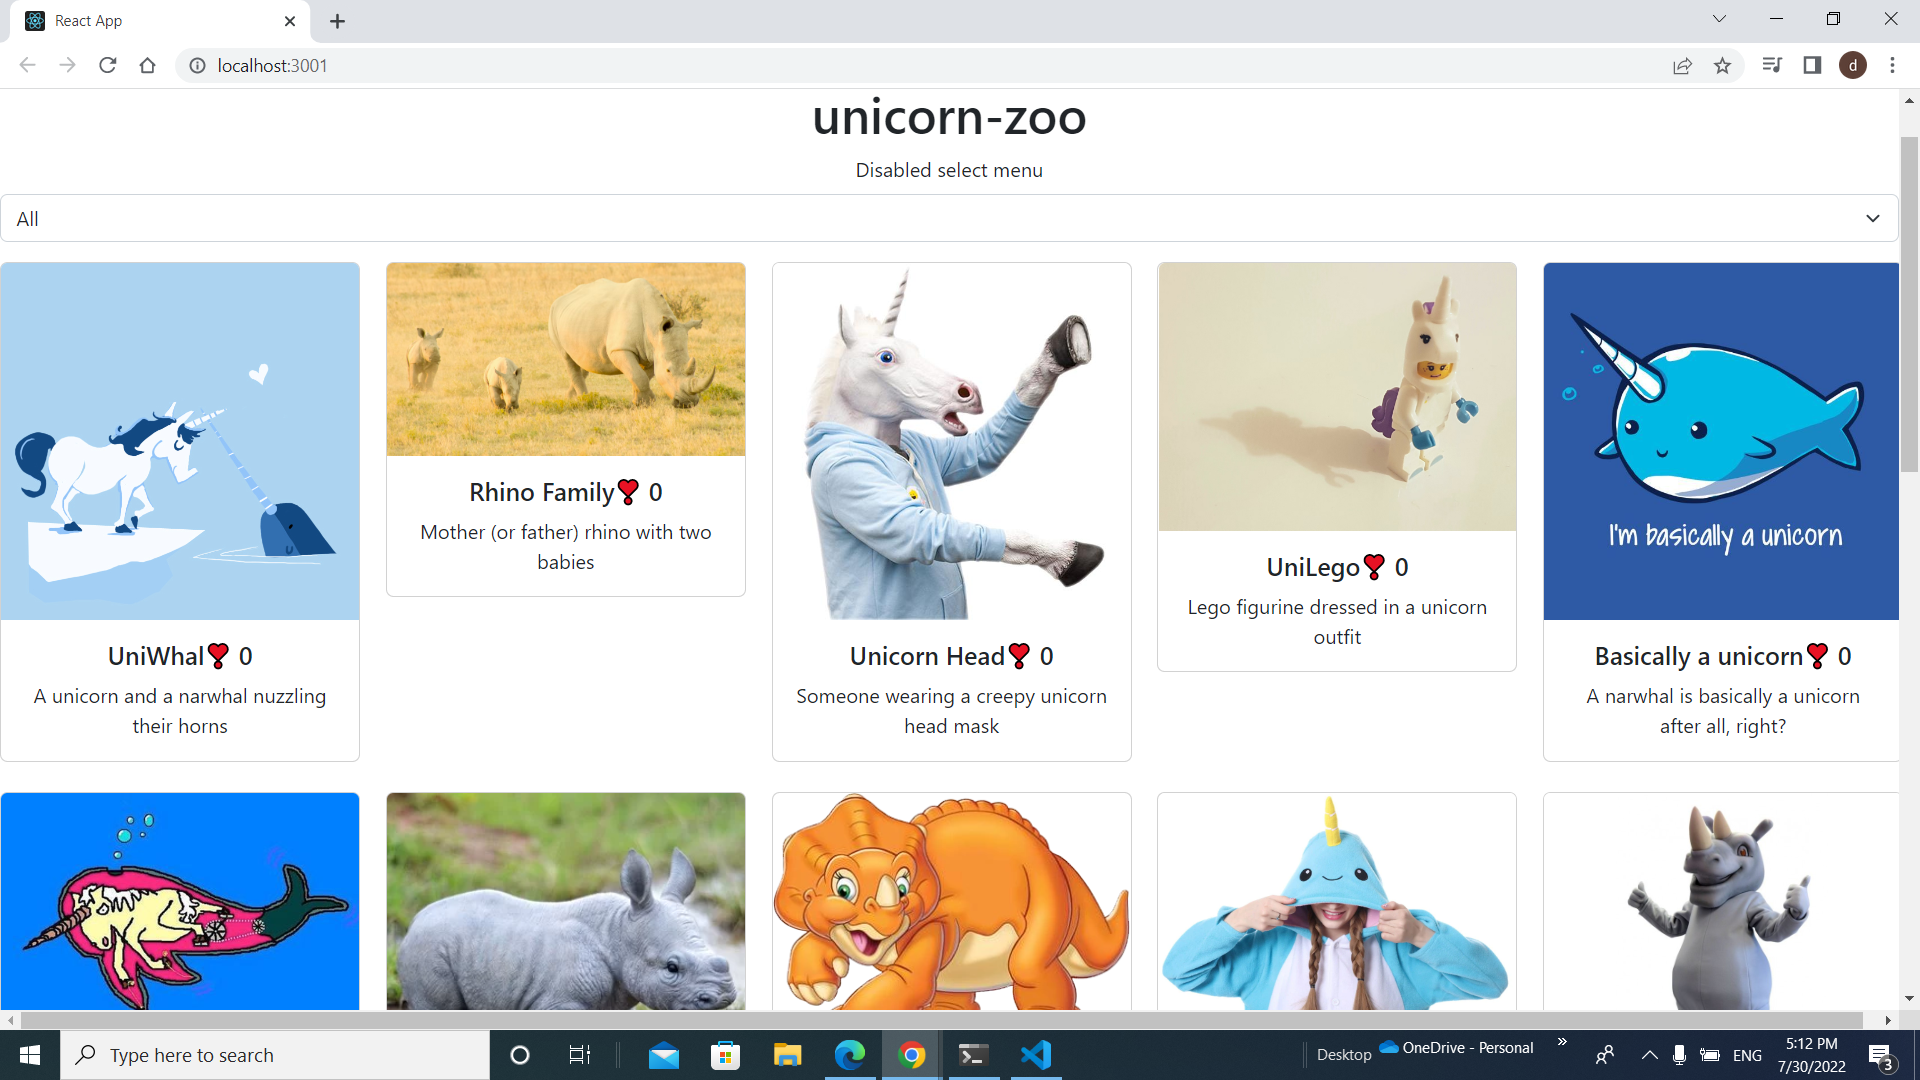 React App
localhost:3001
d
unicorn-zoo
Disabled select menu
All
I'm basically a unicorn
UniWhal❣ 0
A unicorn and a narwhal nuzzling
their horns
Rhino Family❣ 0
Mother (or father) rhino with two
babies
Unicorn Head❣ 0
Someone wearing a creepy unicorn
head mask
UniLego❣ 0
Lego figurine dressed in a unicorn
outfit
Basically a unicorn❣ 0
A narwhal is basically a unicorn
after all, right?
Type here to search
Desktop
OneDrive - Personal
ENG
5:12 PM
7/30/2022
3